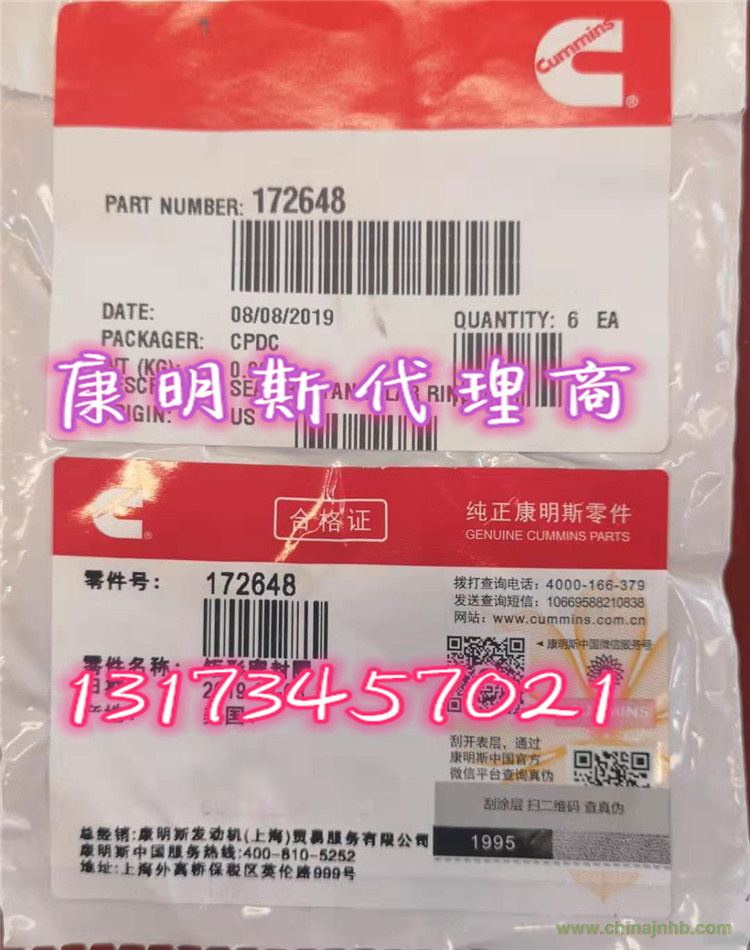 Cummins
PART NUMBER: 172648
DATE: 08/08/2019
QUANTITY: 6 EA
PACKAGER: CPDC
康明斯代理商
ORIGIN: US
合格证
纯正康明斯零件
GENUINE CUMMINS PARTS
零件号: 172648
拨打查询电话: 4000-166-379
发送查询短信: 10669588210838
网站: www.cummins.com.cn
康明斯中国微信服务号
零件名称:
13173457021
刮开表层，通过
康明斯中国官方
微信平台查询真伪
刮涂层 扫二维码 查真伪
1995
总经销: 康明斯发动机(上海)贸易服务有限公司
康明斯中国服务热线: 400-810-5252
地址: 上海外高桥保税区英伦路999号
www.chinajnhb.com